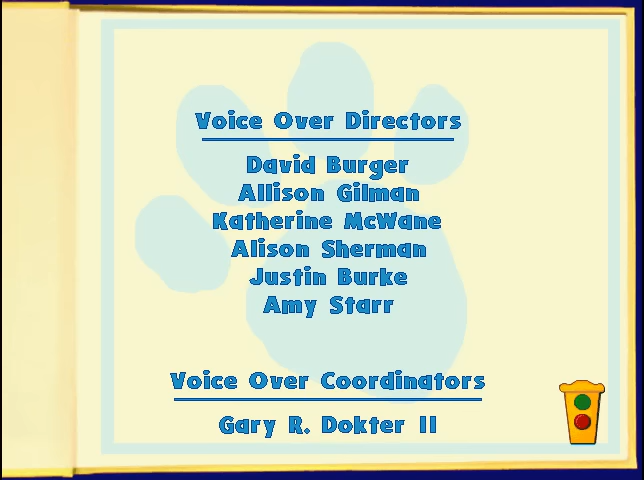 Voice Over Directors
David Burger
Allison Gilman
Katherine McWane
Alison Sherman
Justin Burke
Amy Starr
Voice Over Coordinators
Gary R. Dokter II